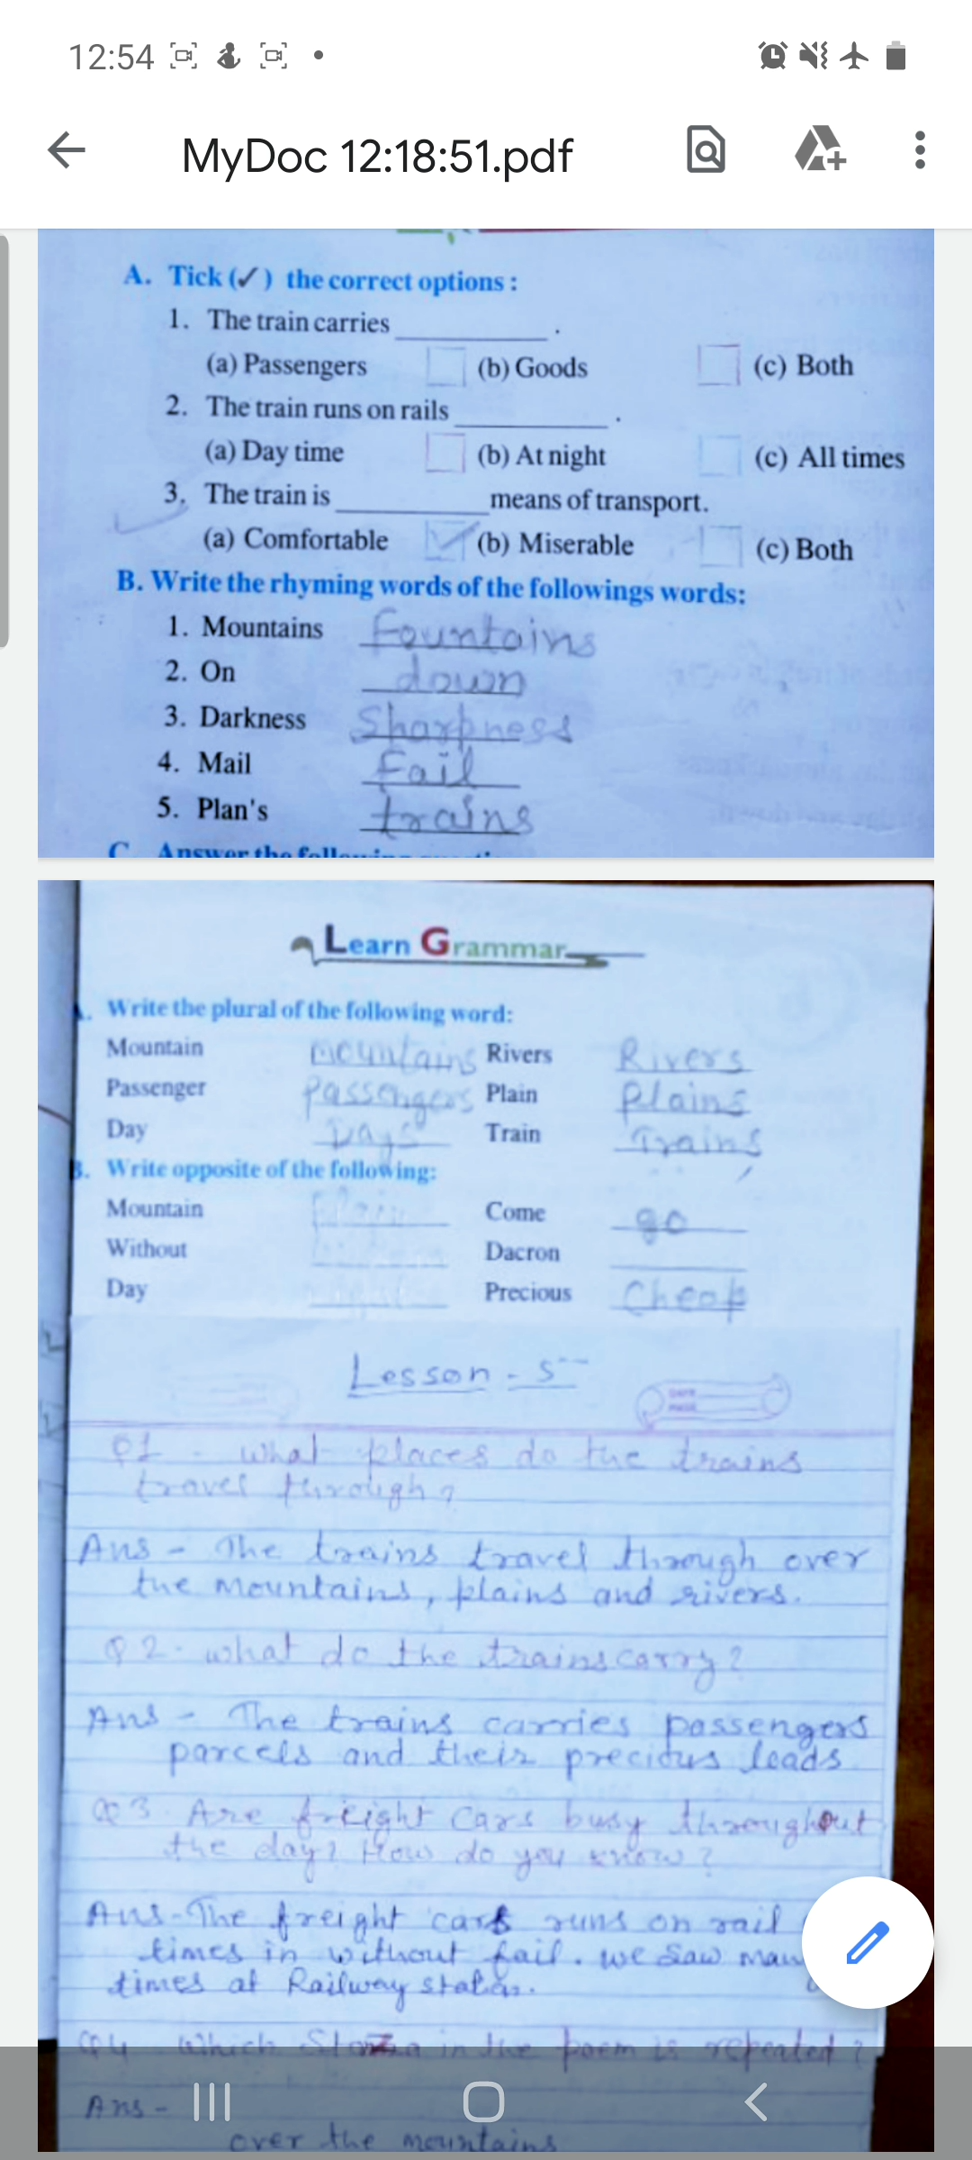 12:54
MyDoc 12:18:51.pdf
A. Tick (✓) the correct options :
1. The train carries __________ .
(a) Passengers (b) Goods (c) Both
2. The train runs on rails __________ .
(a) Day time (b) At night (c) All times
3. The train is __________ means of transport.
(a) Comfortable (b) Miserable (c) Both
B. Write the rhyming words of the followings words:
1. Mountains Fountains
2. On down
3. Darkness Sharpness
4. Mail Fail
5. Plan's trains
C. Answer the following
Learn Grammar
Write the plural of the following word:
Mountain mountains Rivers Rivers
Passenger Passengers Plain Plains
Day Days Train Trains
B. Write opposite of the following:
Mountain Plain Come go
Without Dacron
Day Precious Cheap
Lesson - 5
Q1 - what places do the trains
travel through?
Ans - The trains travel through over
the mountains, plains and rivers.
Q2. what do the trains carry?
Ans - The trains carries passengers
parcels and their precious loads
Q3. Are freight cars busy throughout
the day? How do you know?
Ans - The freight cars runs on rail
times in without fail. we saw
times at Railway
Q4 which in the poem is repeated?
Ans -
over the mountains